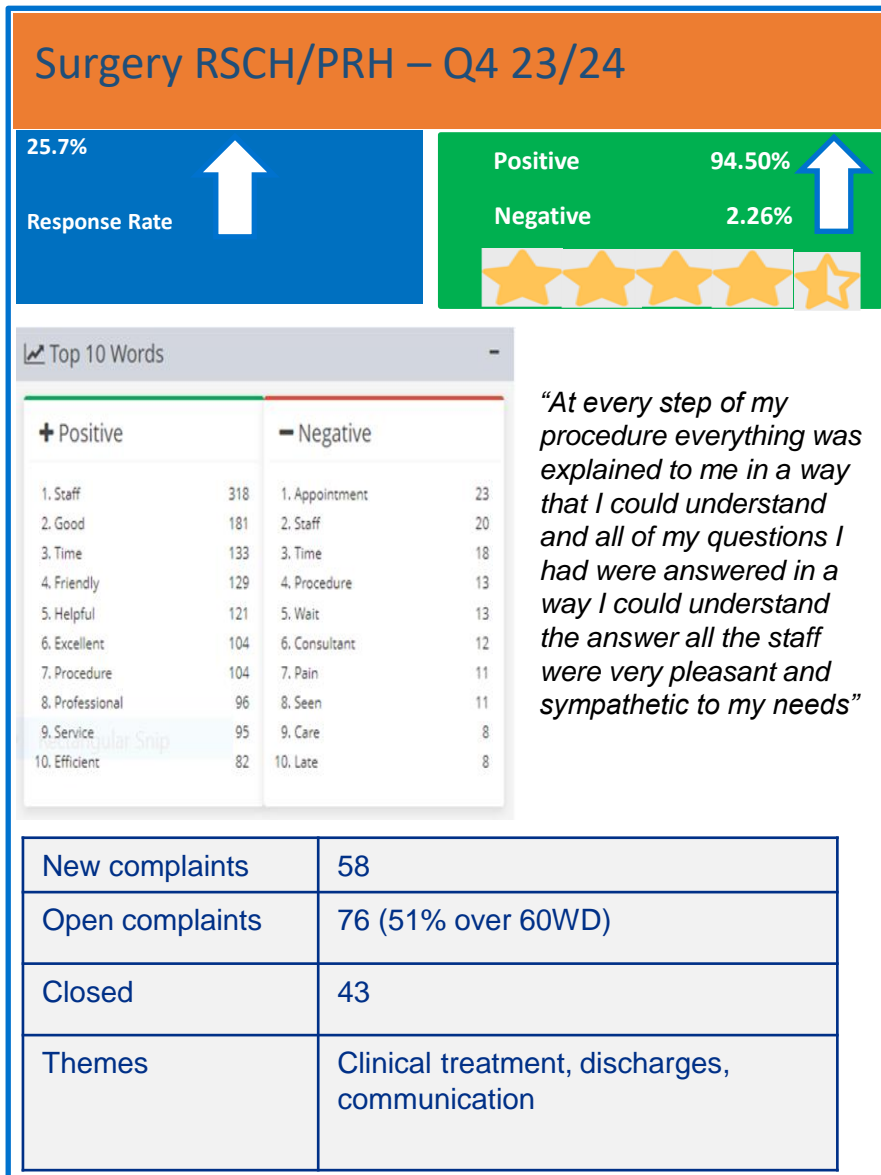 Surgery RSCH/PRH – Q4 23/24
25.7%
Response Rate
Positive 94.50%
Negative 2.26%
Top 10 Words
Positive
1. Staff 318
2. Good 181
3. Time 133
4. Friendly 129
5. Helpful 121
6. Excellent 104
7. Procedure 104
8. Professional 96
9. Service 95
Rectangular Snip
10. Efficient 82
Negative
1. Appointment 23
2. Staff 20
3. Time 18
4. Procedure 13
5. Wait 13
6. Consultant 12
7. Pain 11
8. Seen 11
9. Care 8
10. Late 8
“At every step of my
procedure everything was
explained to me in a way
that I could understand
and all of my questions I
had were answered in a
way I could understand
the answer all the staff
were very pleasant and
sympathetic to my needs”
New complaints 58
Open complaints 76 (51% over 60WD)
Closed 43
Themes Clinical treatment, discharges,
communication